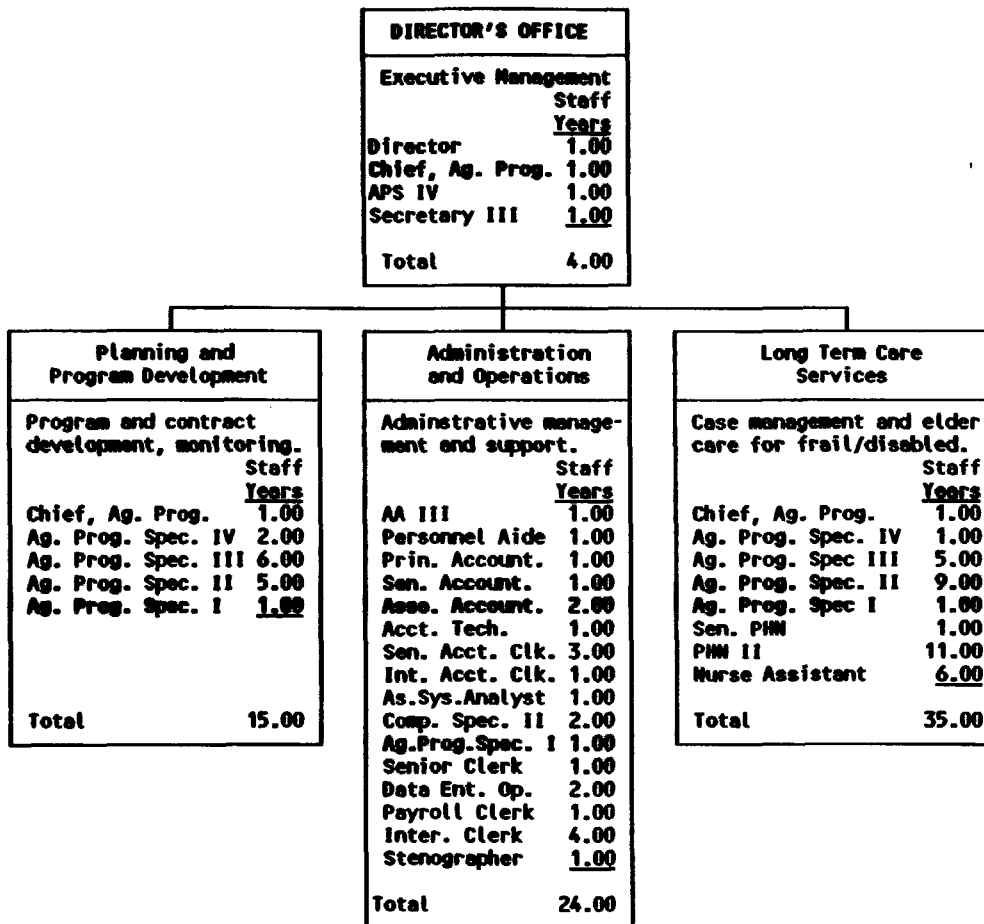 DIRECTOR'S OFFICE
Executive Management
Staff
Years
Director 1.00
Chief, Ag. Prog. 1.00
APS IV 1.00
Secretary III 1.00
Total 4.00
Planning and
Program Development
Program and contract
development, monitoring.
Staff
Years
Chief, Ag. Prog. 1.00
Ag. Prog. Spec. IV 2.00
Ag. Prog. Spec. III 6.00
Ag. Prog. Spec. II 5.00
Ag. Prog. Spec. I 1.00
Total 15.00
Administration
and Operations
Adminstrative manage-
ment and support.
Staff
Years
AA III 1.00
Personnel Aide 1.00
Prin. Account. 1.00
Sen. Account. 1.00
Asso. Account. 2.00
Acct. Tech. 1.00
Sen. Acct. Clk. 3.00
Int. Acct. Clk. 1.00
As.Sys.Analyst 1.00
Comp. Spec. II 2.00
Ag.Prog.Spec. I 1.00
Senior Clerk 1.00
Data Ent. Op. 2.00
Payroll Clerk 1.00
Inter. Clerk 4.00
Stenographer 1.00
Total 24.00
Long Term Care
Services
Case management and elder
care for frail/disabled.
Staff
Years
Chief, Ag. Prog. 1.00
Ag. Prog. Spec. IV 1.00
Ag. Prog. Spec III 5.00
Ag. Prog. Spec. II 9.00
Ag. Prog. Spec I 1.00
Sen. PHN 1.00
PHN II 11.00
Nurse Assistant 6.00
Total 35.00